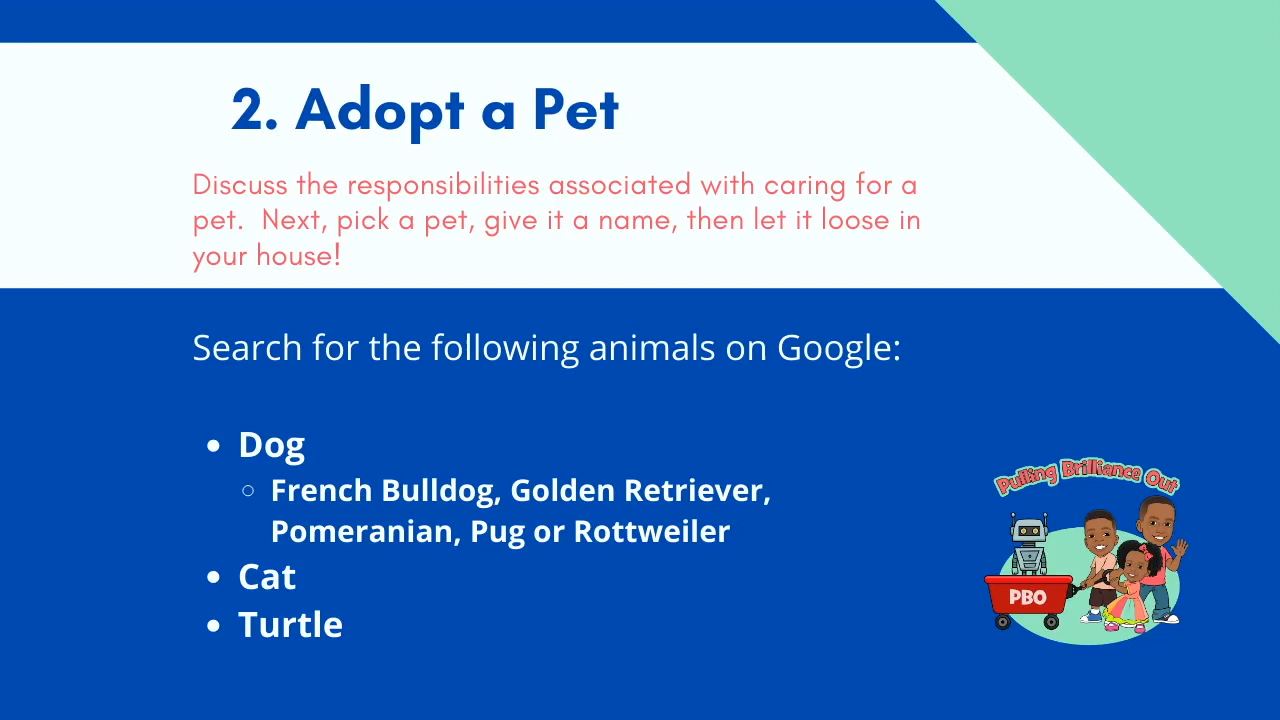 2. Adopt a Pet
Discuss the responsibilities associated with caring for a
pet.  Next, pick a pet, give it a name, then let it loose in
your house!
Search for the following animals on Google:
• Dog
○ French Bulldog, Golden Retriever,
Pomeranian, Pug or Rottweiler
• Cat
• Turtle
Pulling Brilliance Out
PBO